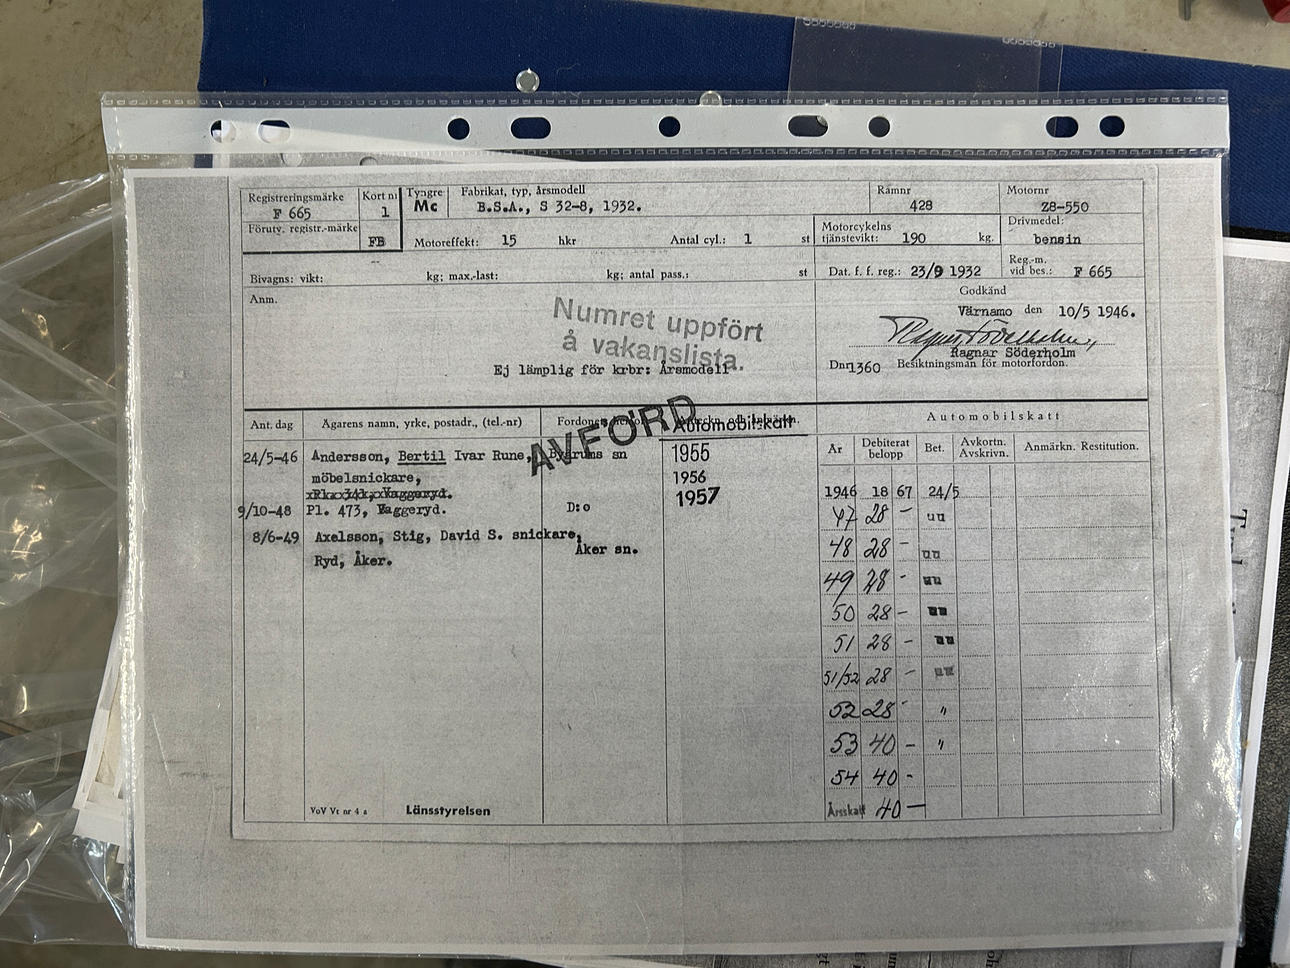 Registreringsmärke
F 665
Kort nr
1
Tyngre
Mc
Fabrikat, typ, årsmodell
B.S.A., S 32-8, 1932.
Ramnr
428
Motornr
Z8-550
Förutv. registr.-märke
FB
Motoreffekt: 15 hkr
Antal cyl.: 1 st
Motorcykelns
tjänstevikt: 190 kg.
Drivmedel:
bensin
Bivagns: vikt: kg; max.-last: kg; antal pass.: st
Dat. f. f. reg.: 23/9 1932
Reg.-m.
vid bes.: F 665
Anm.
Numret uppfört
å vakanslista.
Ej lämplig för krbr: Årsmodell
Godkänd
Värnamo den 10/5 1946.
Ragnar Söderholm
Ragnar Söderholm
Dnr 1360 Besiktningsman för motorfordon.
Ant. dag
Ägarens namn, yrke, postadr., (tel.-nr)
Fordonets
AVFÖRD
Automobilskatt
1955
1956
1957
24/5-46 Andersson, Bertil Ivar Rune, sn
möbelsnickare,
Vaggeryd.
9/10-48 Pl. 473, Vaggeryd. D:o
8/6-49 Axelsson, Stig, David S. snickare,
Åker sn.
Ryd, Åker.
Automobilskatt
År
Debiterat
belopp
Bet.
Avkortn.
Avskrivn.
Anmärkn. Restitution.
1946 18 67 24/5
47 28 - "
48 28 - "
49 28 - "
50 28 - "
51 28 - "
51/52 28 - "
52 28 - "
53 40 - "
54 40 -
Årsskatt 40 -
VoV Vt nr 4 a
Länsstyrelsen